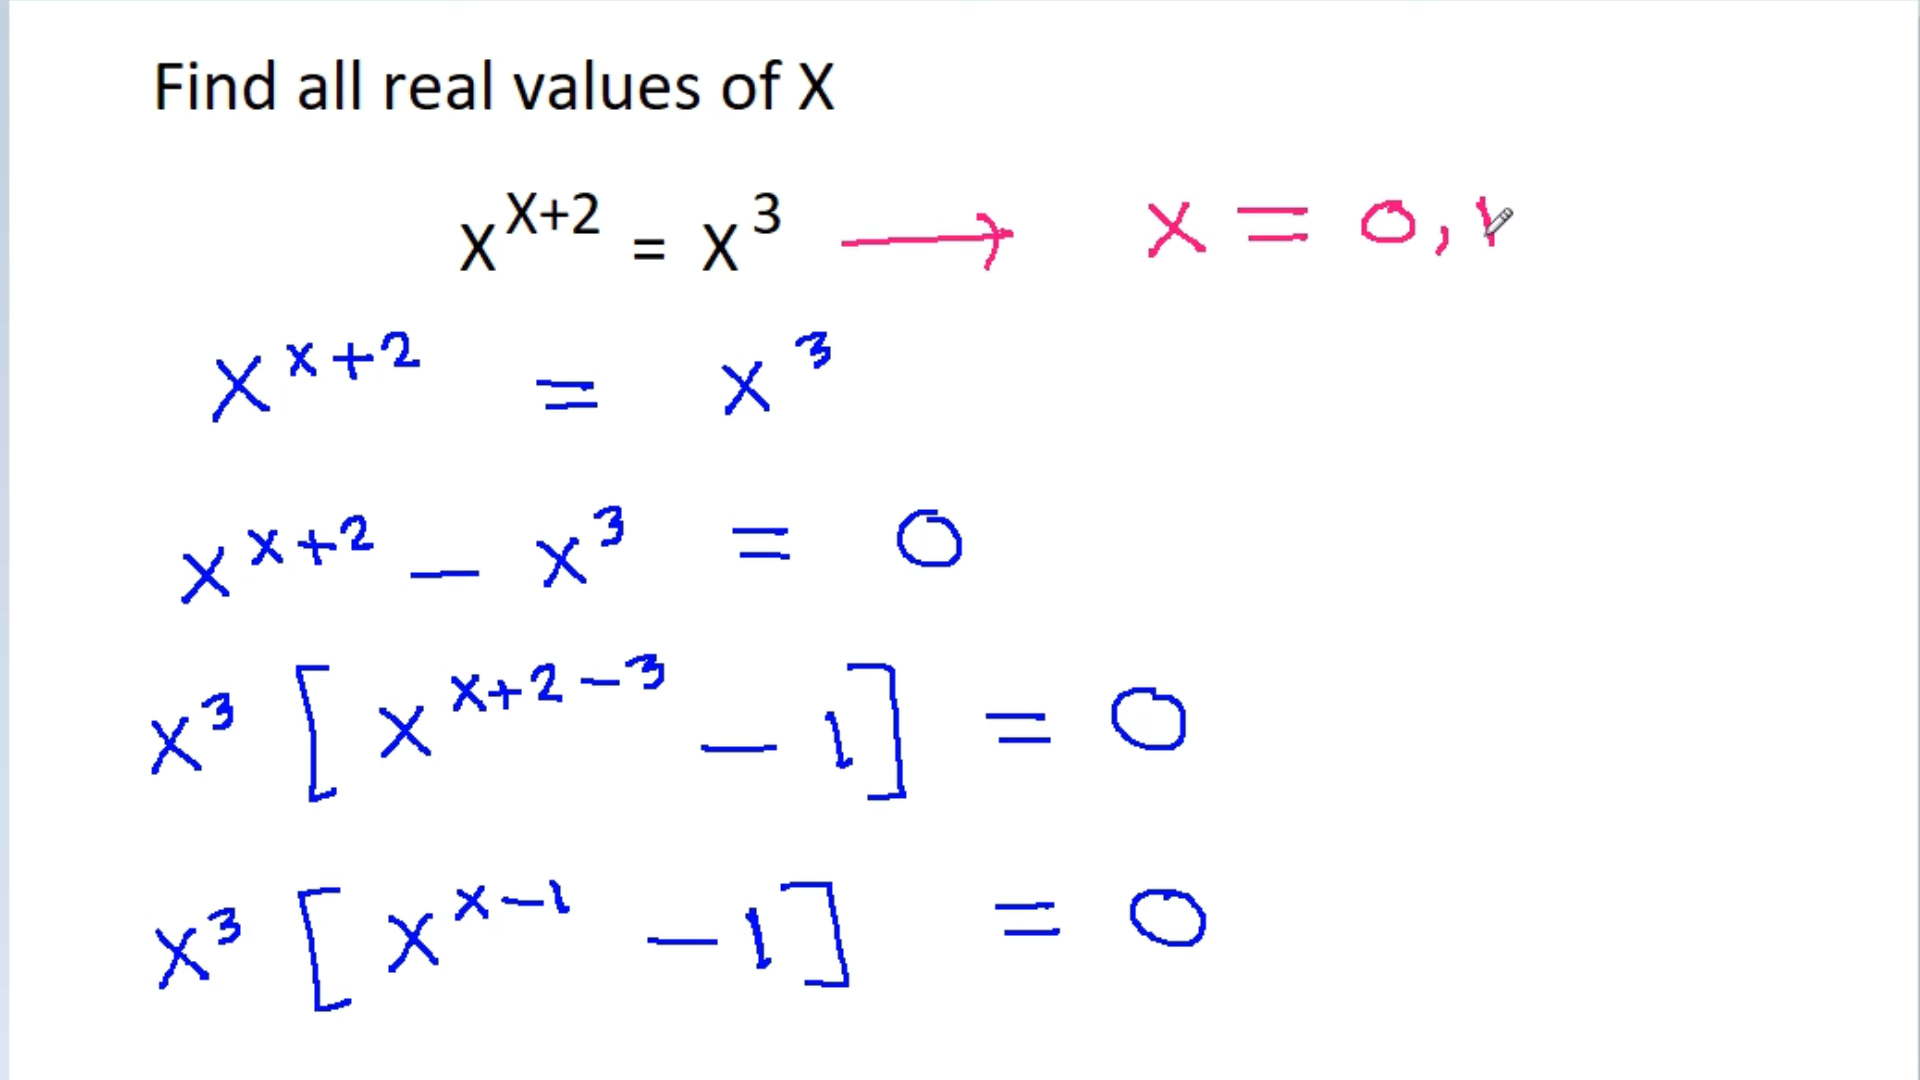 Find all real values of X
X^{X+2} = X^3 → x = 0,
x^{x+2} = x^3
x^{x+2} - x^3 = 0
x^3 [x^{x+2-3} - 1] = 0
x^3 [x^{x-1} - 1] = 0